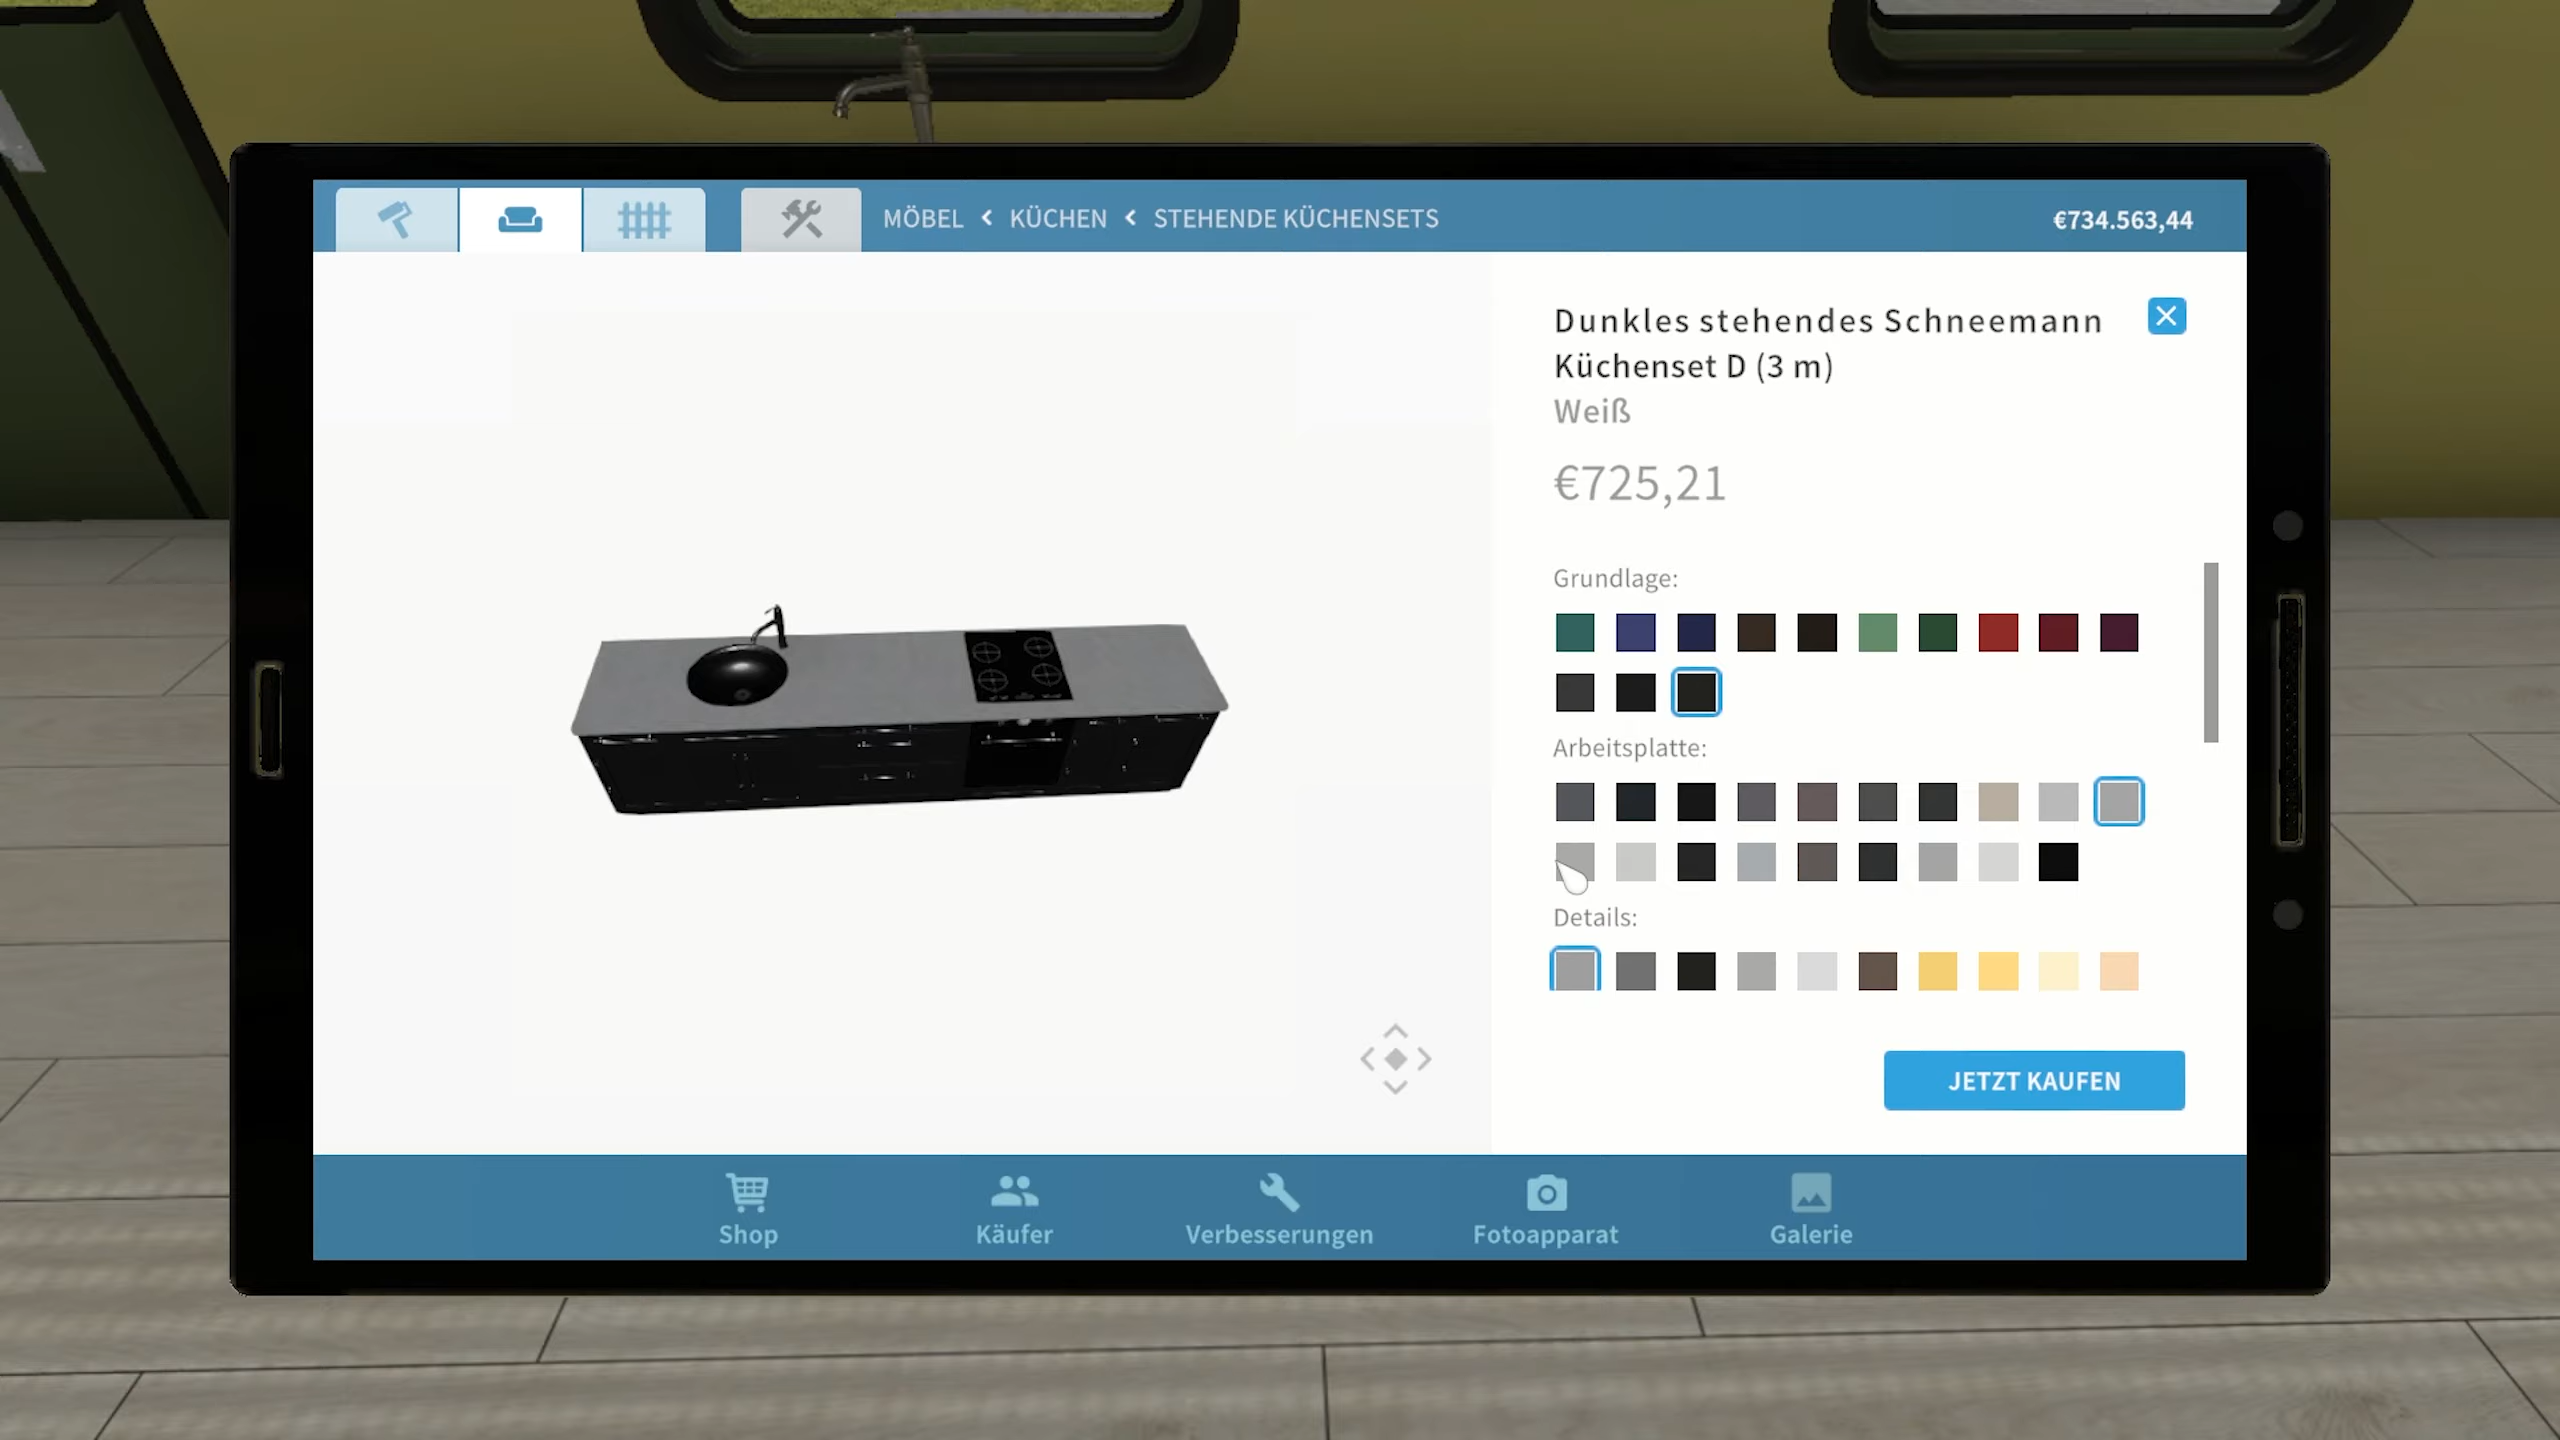 MÖBEL < KÜCHEN < STEHENDE KÜCHENSETS
€734.563,44
Dunkles stehendes Schneemann
Küchenset D (3 m)
Weiß
€725,21
Grundlage:
Arbeitsplatte:
Details:
JETZT KAUFEN
Shop
Käufer
Verbesserungen
Fotoapparat
Galerie